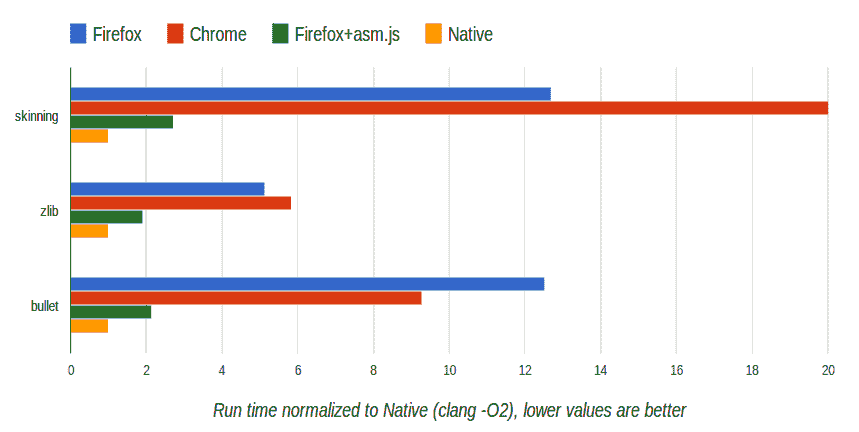 Firefox Chrome Firefox+asm.js Native
skinning
zlib
bullet
0 2 4 6 8 10 12 14 16 18 20
Run time normalized to Native (clang -O2), lower values are better